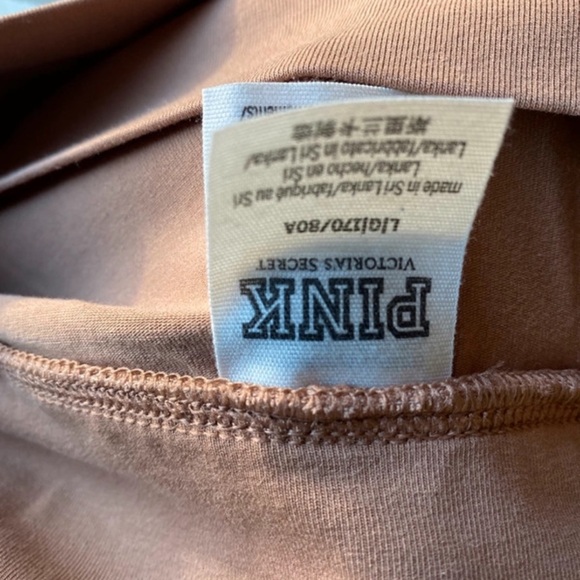 PINK
VICTORIA'S SECRET
L|G|170/80A
made in Sri Lanka/fabriqué au Sri
Lanka/hecho en Sri
Lanka/fabbricato in Sri Lanka/
斯里兰卡制造